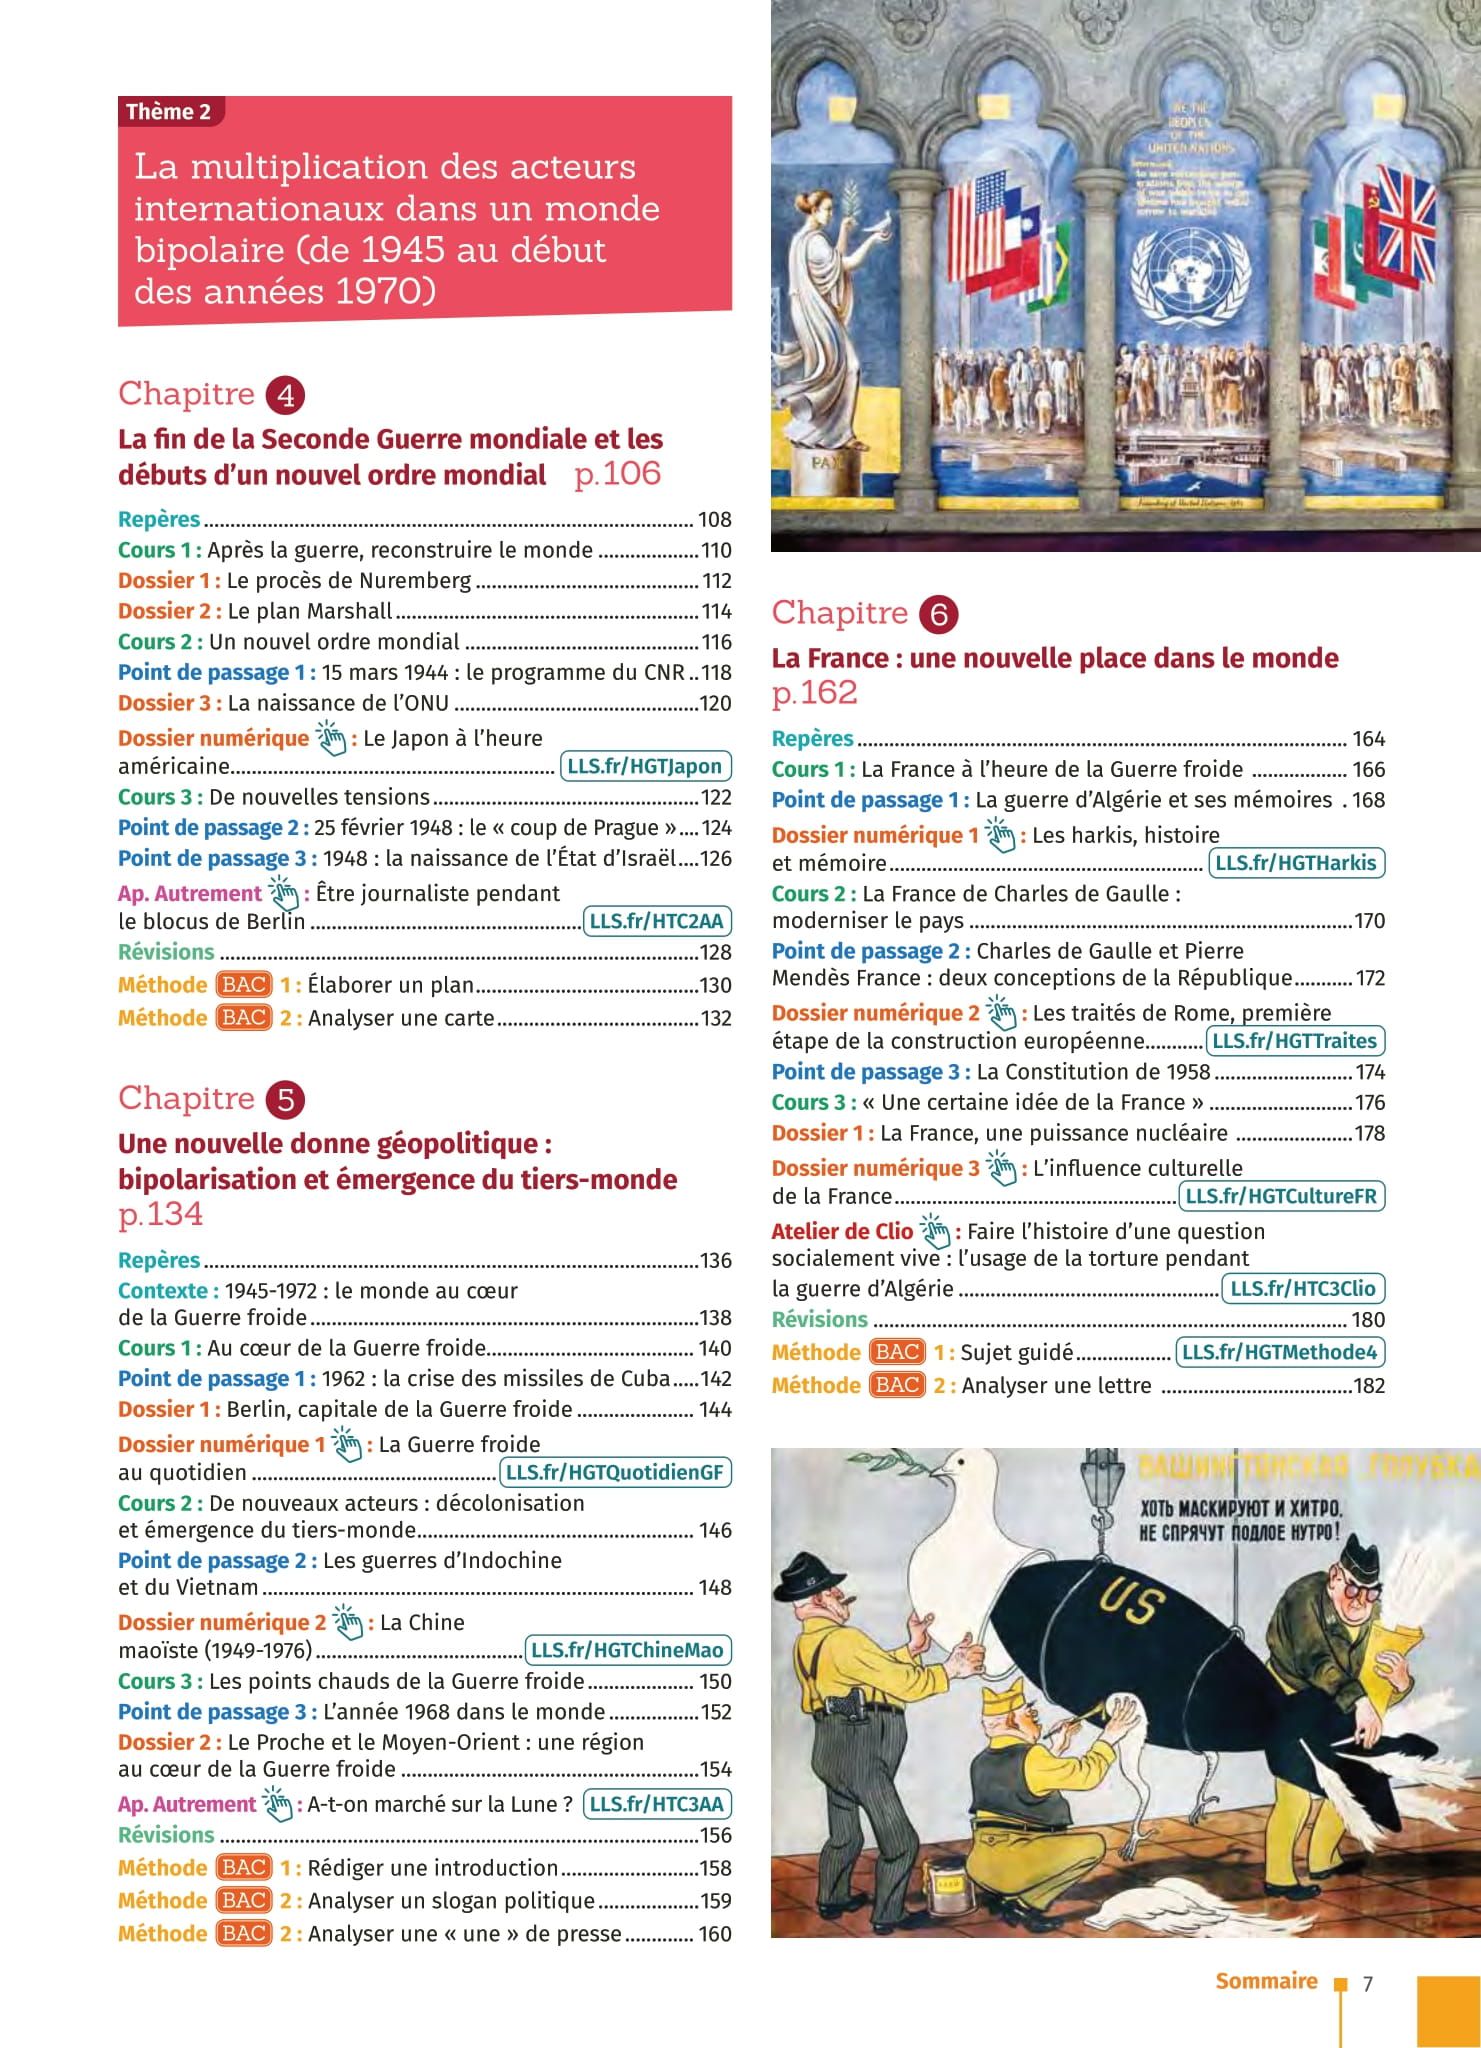 Thème 2
La multiplication des acteurs
internationaux dans un monde
bipolaire (de 1945 au début
des années 1970)
Chapitre 4
La fin de la Seconde Guerre mondiale et les
débuts d'un nouvel ordre mondial p.106
Repères 108
Cours 1 : Après la guerre, reconstruire le monde 110
Dossier 1 : Le procès de Nuremberg 112
Dossier 2 : Le plan Marshall 114
Cours 2 : Un nouvel ordre mondial 116
Point de passage 1 : 15 mars 1944 : le programme du CNR 118
Dossier 3 : La naissance de l'ONU 120
Dossier numérique : Le Japon à l'heure
américaine LLS.fr/HGTJapon
Cours 3 : De nouvelles tensions 122
Point de passage 2 : 25 février 1948 : le « coup de Prague » 124
Point de passage 3 : 1948 : la naissance de l'État d'Israël 126
Ap. Autrement : Être journaliste pendant
le blocus de Berlin LLS.fr/HTC2AA
Révisions 128
Méthode BAC 1 : Élaborer un plan 130
Méthode BAC 2 : Analyser une carte 132
Chapitre 5
Une nouvelle donne géopolitique :
bipolarisation et émergence du tiers-monde
p.134
Repères 136
Contexte : 1945-1972 : le monde au cœur
de la Guerre froide 138
Cours 1 : Au cœur de la Guerre froide 140
Point de passage 1 : 1962 : la crise des missiles de Cuba 142
Dossier 1 : Berlin, capitale de la Guerre froide 144
Dossier numérique 1 : La Guerre froide
au quotidien LLS.fr/HGTQuotidienGF
Cours 2 : De nouveaux acteurs : décolonisation
et émergence du tiers-monde 146
Point de passage 2 : Les guerres d'Indochine
et du Vietnam 148
Dossier numérique 2 : La Chine
maoïste (1949-1976) LLS.fr/HGTChineMao
Cours 3 : Les points chauds de la Guerre froide 150
Point de passage 3 : L'année 1968 dans le monde 152
Dossier 2 : Le Proche et le Moyen-Orient : une région
au cœur de la Guerre froide 154
Ap. Autrement : A-t-on marché sur la Lune ? LLS.fr/HTC3AA
Révisions 156
Méthode BAC 1 : Rédiger une introduction 158
Méthode BAC 2 : Analyser un slogan politique 159
Méthode BAC 2 : Analyser une « une » de presse 160
WE THE
PEOPLES
OF THE
UNITED NATIONS
PAX
Chapitre 6
La France : une nouvelle place dans le monde
p.162
Repères 164
Cours 1 : La France à l'heure de la Guerre froide 166
Point de passage 1 : La guerre d'Algérie et ses mémoires 168
Dossier numérique 1 : Les harkis, histoire
et mémoire LLS.fr/HGTHarkis
Cours 2 : La France de Charles de Gaulle :
moderniser le pays 170
Point de passage 2 : Charles de Gaulle et Pierre
Mendès France : deux conceptions de la République 172
Dossier numérique 2 : Les traités de Rome, première
étape de la construction européenne LLS.fr/HGTTraites
Point de passage 3 : La Constitution de 1958 174
Cours 3 : « Une certaine idée de la France » 176
Dossier 1 : La France, une puissance nucléaire 178
Dossier numérique 3 : L'influence culturelle
de la France LLS.fr/HGTCultureFR
Atelier de Clio : Faire l'histoire d'une question
socialement vive : l'usage de la torture pendant
la guerre d'Algérie LLS.fr/HTC3Clio
Révisions 180
Méthode BAC 1 : Sujet guidé LLS.fr/HGTMethode4
Méthode BAC 2 : Analyser une lettre 182
ВАШИНГТОНСКАЯ ГОЛУБКА
ХОТЬ МАСКИРУЮТ И ХИТРО,
НЕ СПРЯЧУТ ПОДЛОЕ НУТРО!
US
US
Sommaire 7